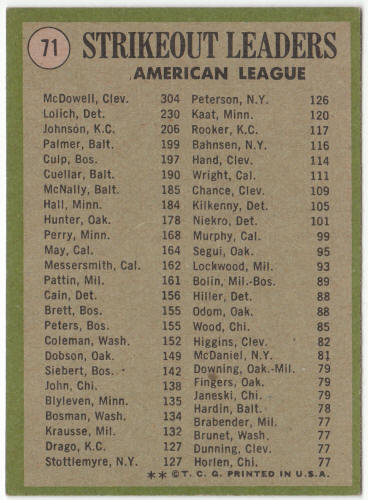 71
STRIKEOUT LEADERS
AMERICAN LEAGUE
McDowell, Clev. 304
Lolich, Det. 230
Johnson, K.C. 206
Palmer, Balt. 199
Culp, Bos. 197
Cuellar, Balt. 190
McNally, Balt. 185
Hall, Minn. 184
Hunter, Oak. 178
Perry, Minn. 168
May, Cal. 164
Messersmith, Cal. 162
Pattin, Mil. 161
Cain, Det. 156
Brett, Bos. 155
Peters, Bos. 155
Coleman, Wash. 152
Dobson, Oak. 149
Siebert, Bos. 142
John, Chi. 138
Blyleven, Minn. 135
Bosman, Wash. 134
Krausse, Mil. 132
Drago, K.C. 127
Stottlemyre, N.Y. 127
Peterson, N.Y. 126
Kaat, Minn. 120
Rooker, K.C. 117
Bahnsen, N.Y. 116
Hand, Clev. 114
Wright, Cal. 111
Chance, Clev. 109
Kilkenny, Det. 105
Niekro, Det. 101
Murphy, Cal. 99
Segui, Oak. 95
Lockwood, Mil. 93
Bolin, Mil.-Bos. 89
Hiller, Det. 88
Odom, Oak. 88
Wood, Chi. 85
Higgins, Clev. 82
McDaniel, N.Y. 81
Downing, Oak.-Mil. 79
Fingers, Oak. 79
Janeski, Chi. 79
Hardin, Balt. 78
Brabender, Mil. 77
Brunet, Wash. 77
Dunning, Clev. 77
Horlen, Chi. 77
** © T. C. G. PRINTED IN U.S.A.